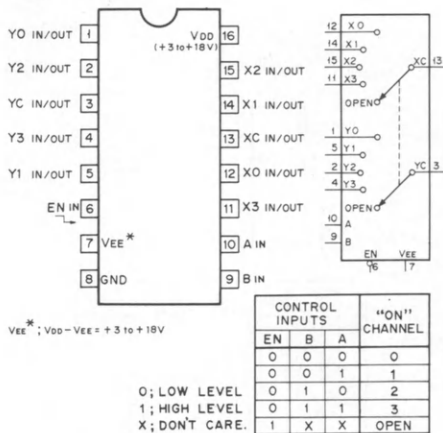 Y0 IN/OUT 1
VDD 16
(+3 to +18V)
Y2 IN/OUT 2
15 X2 IN/OUT
YC IN/OUT 3
14 X1 IN/OUT
Y3 IN/OUT 4
13 XC IN/OUT
Y1 IN/OUT 5
12 X0 IN/OUT
EN IN 6
11 X3 IN/OUT
7 VEE*
10 A IN
8 GND
9 B IN
12 X0
14 X1
15 X2
XC 13
11 X3
OPEN
1 Y0
5 Y1
2 Y2
YC 3
4 Y3
OPEN
10 A
9 B
EN VEE
6 7
VEE*; VDD-VEE = +3 to +18V
0; LOW LEVEL
1; HIGH LEVEL
X; DON'T CARE.
CONTROL INPUTS "ON" CHANNEL
EN B A
0 0 0 0
0 0 1 1
0 1 0 2
0 1 1 3
1 X X OPEN